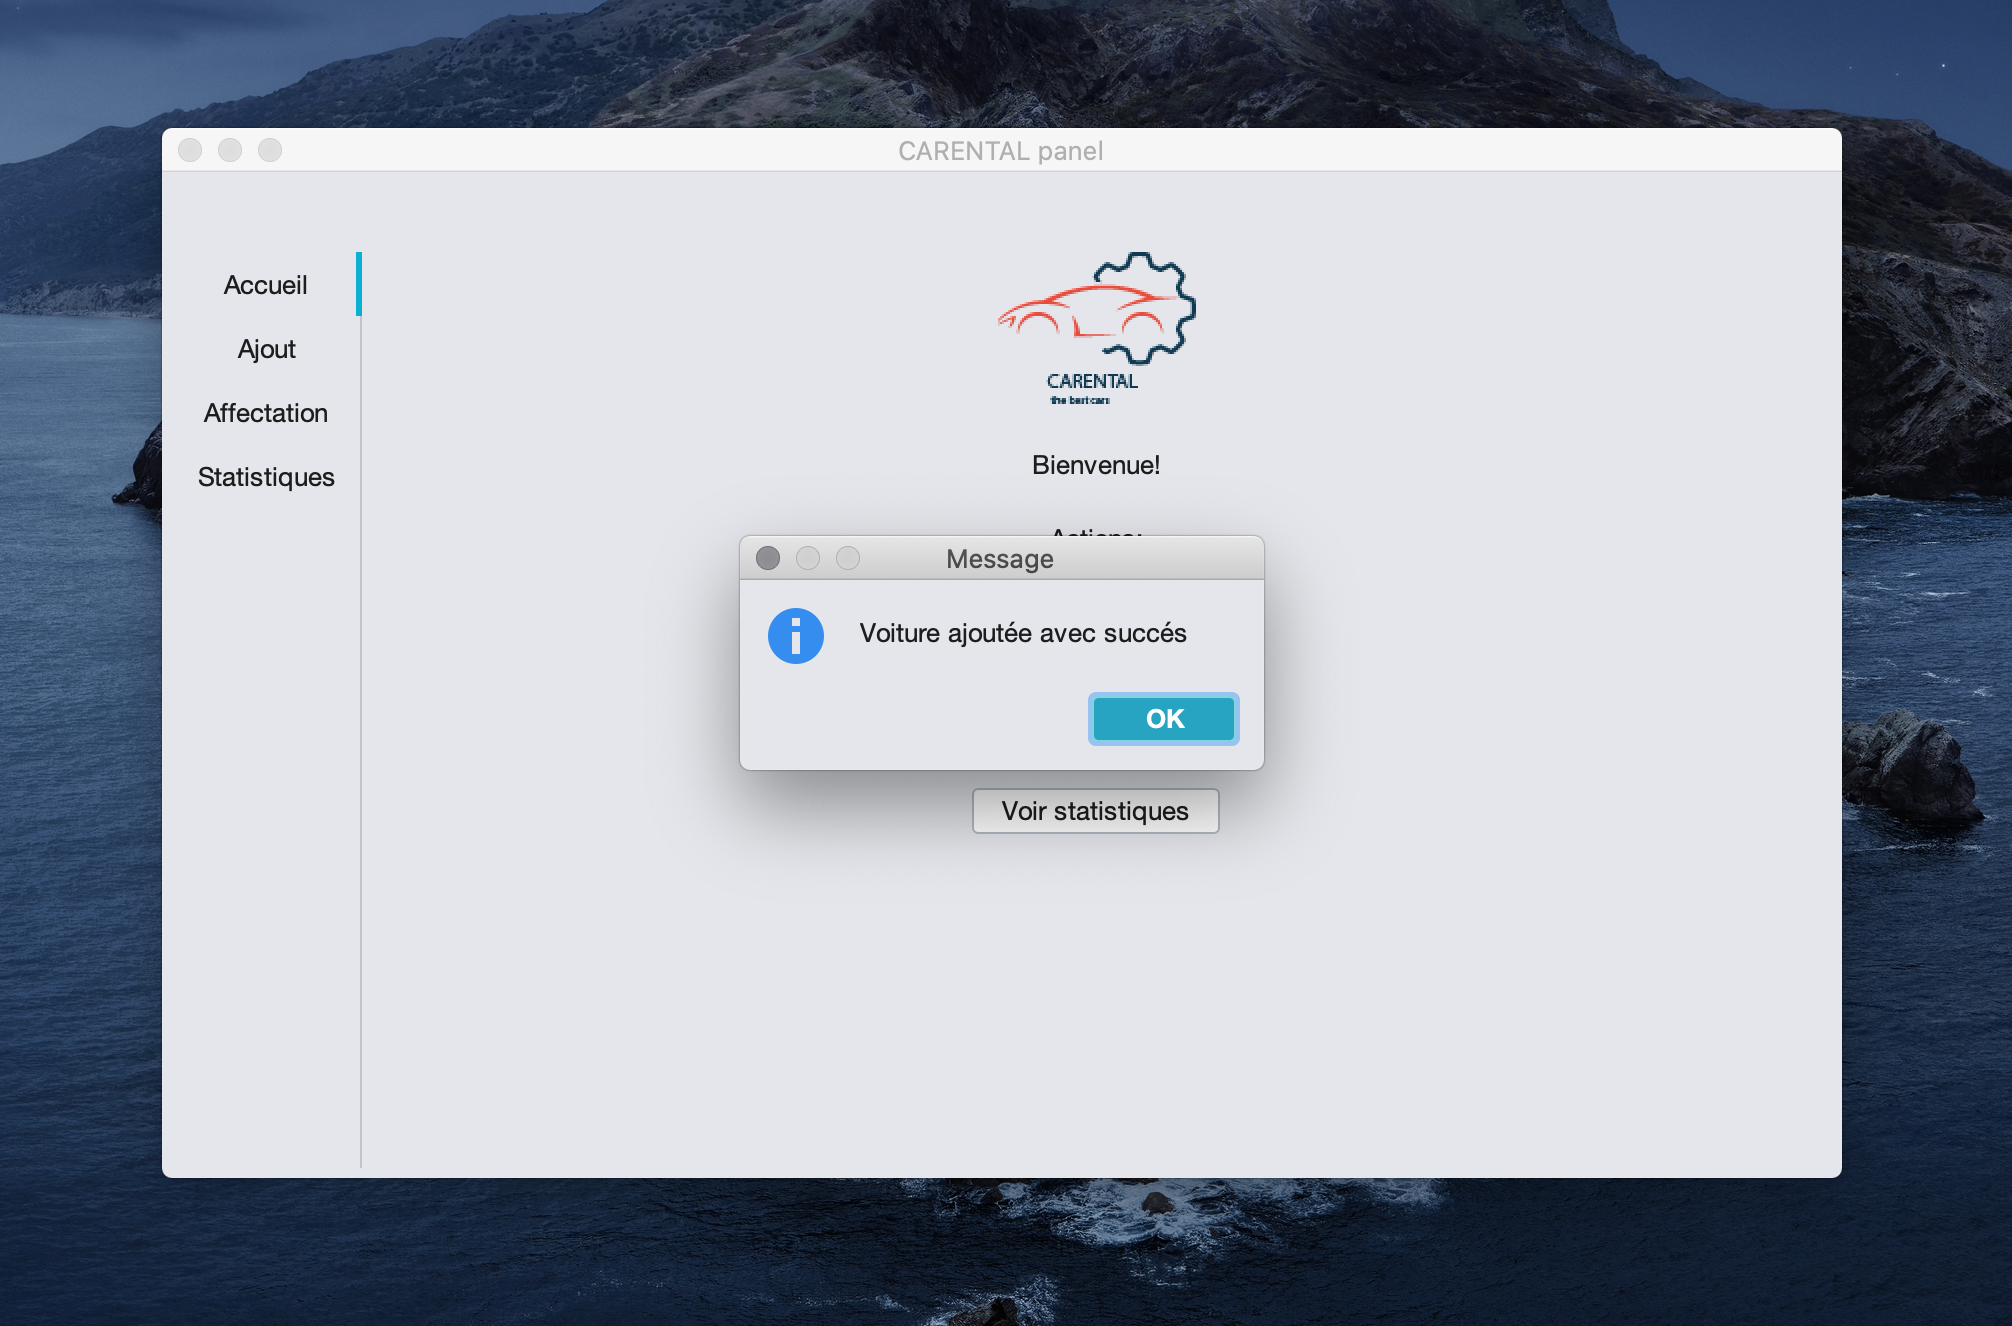 CARENTAL panel
Accueil
Ajout
Affectation
Statistiques
CARENTAL
the best cars
Bienvenue!
Actions:
Message
Voiture ajoutée avec succés
OK
Voir statistiques